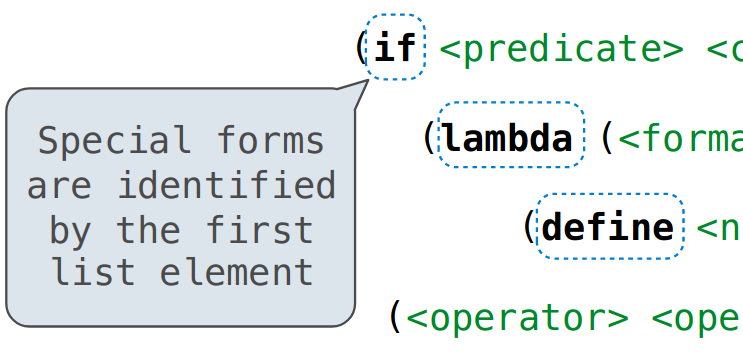 (if <predicate> <c
Special forms
are identified
by the first
list element
(lambda (<forma
(define <n
(<operator> <ope